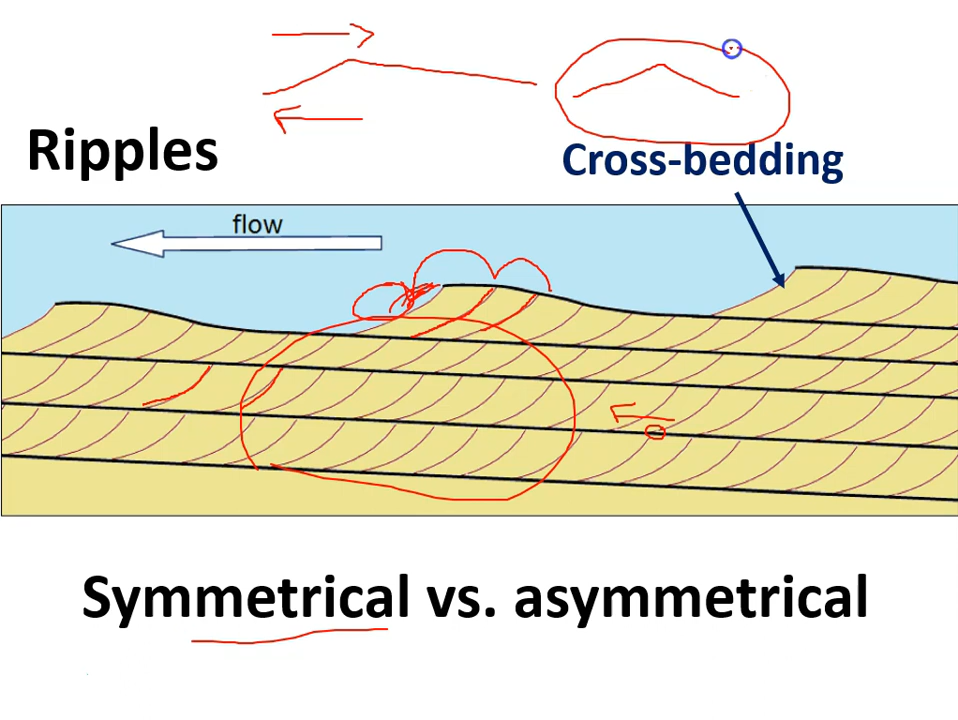 Ripples
Cross-bedding
flow
Symmetrical vs. asymmetrical